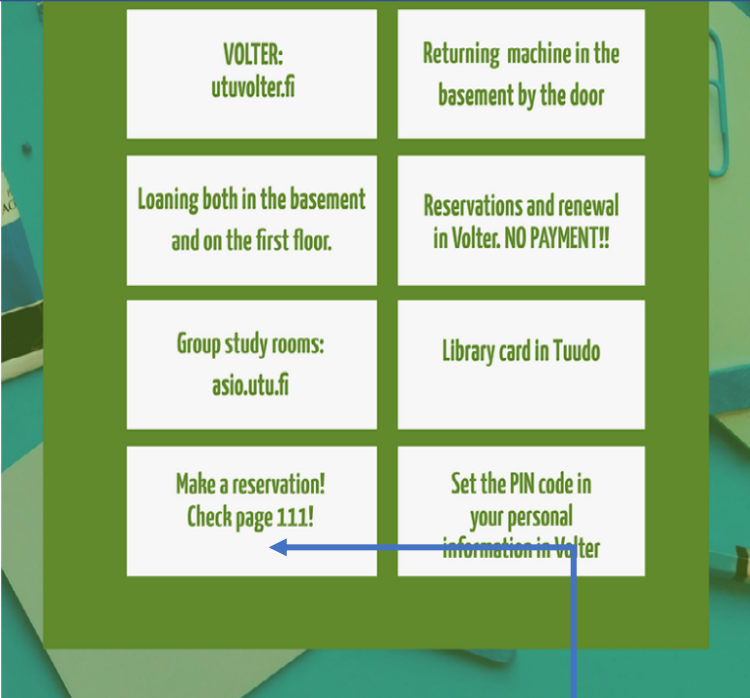 VOLTER:
utuvolter.fi
Returning machine in the
basement by the door
Loaning both in the basement
and on the first floor.
Reservations and renewal
in Volter. NO PAYMENT!!
Group study rooms:
asio.utu.fi
Library card in Tuudo
Make a reservation!
Check page 111!
Set the PIN code in
your personal
information in Volter